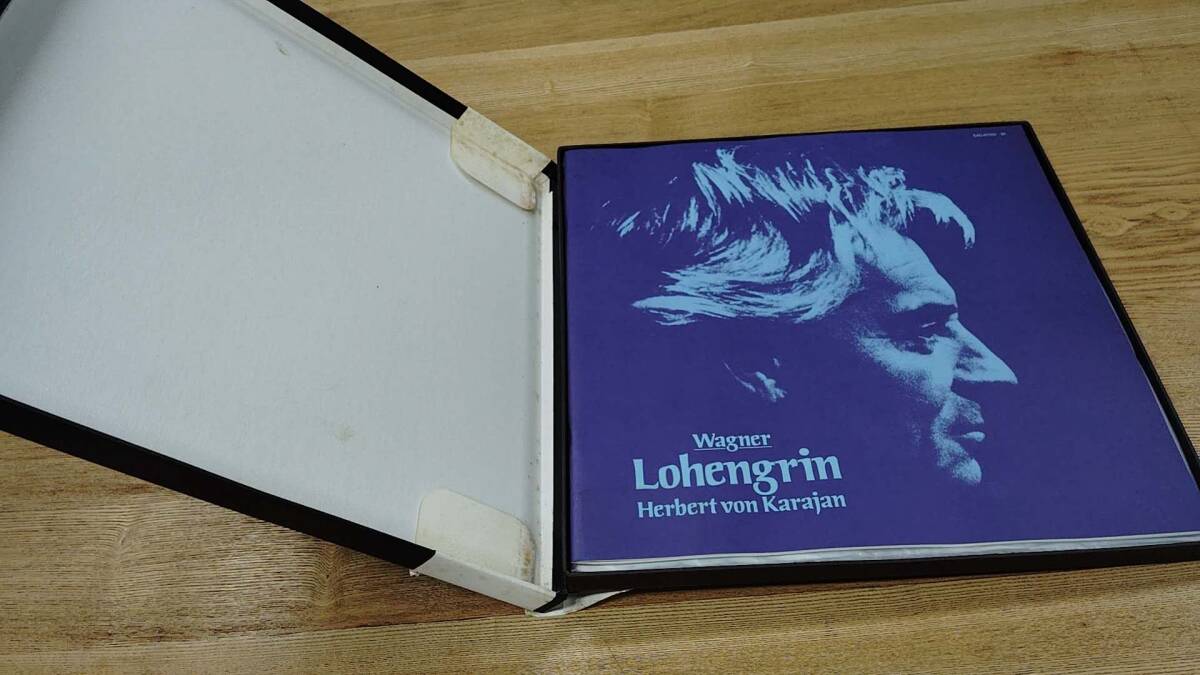 Wagner
Lohengrin
Herbert von Karajan